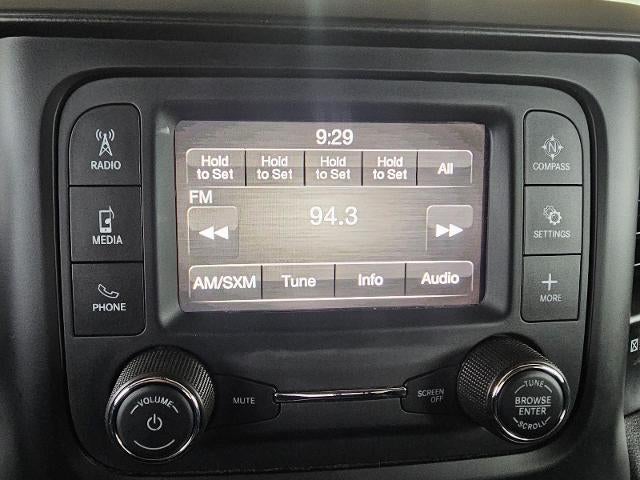 9:29
Hold to Set
Hold to Set
Hold to Set
Hold to Set
All
FM
94.3
AM/SXM
Tune
Info
Audio
RADIO
MEDIA
PHONE
N
COMPASS
SETTINGS
+
MORE
VOLUME
MUTE
SCREEN
OFF
TUNE
BROWSE
ENTER
SCROLL